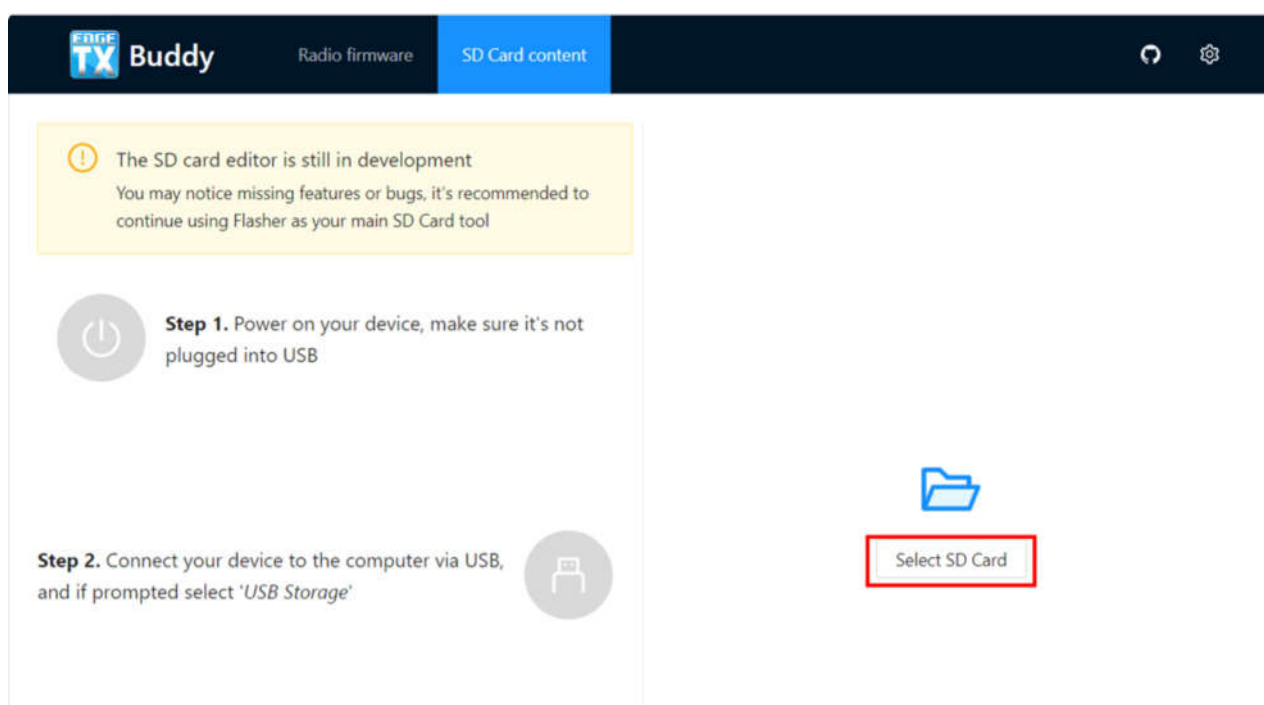 EDGE
TX Buddy
Radio firmware
SD Card content
The SD card editor is still in development
You may notice missing features or bugs, it's recommended to
continue using Flasher as your main SD Card tool
Step 1. Power on your device, make sure it's not
plugged into USB
Step 2. Connect your device to the computer via USB,
and if prompted select 'USB Storage'
Select SD Card